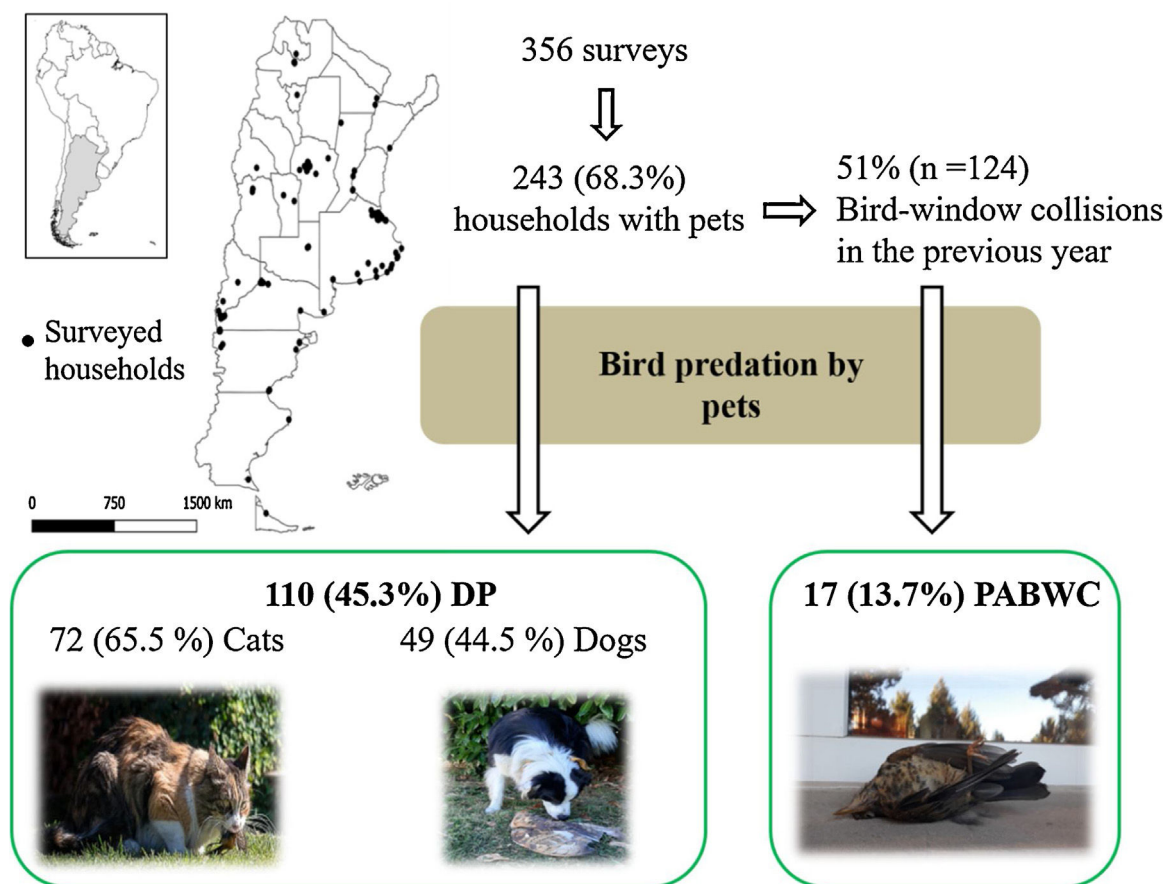 356 surveys
243 (68.3%)
households with pets
51% (n =124)
Bird-window collisions
in the previous year
• Surveyed
households
Bird predation by
pets
0 750 1500 km
110 (45.3%) DP
72 (65.5 %) Cats
49 (44.5 %) Dogs
17 (13.7%) PABWC